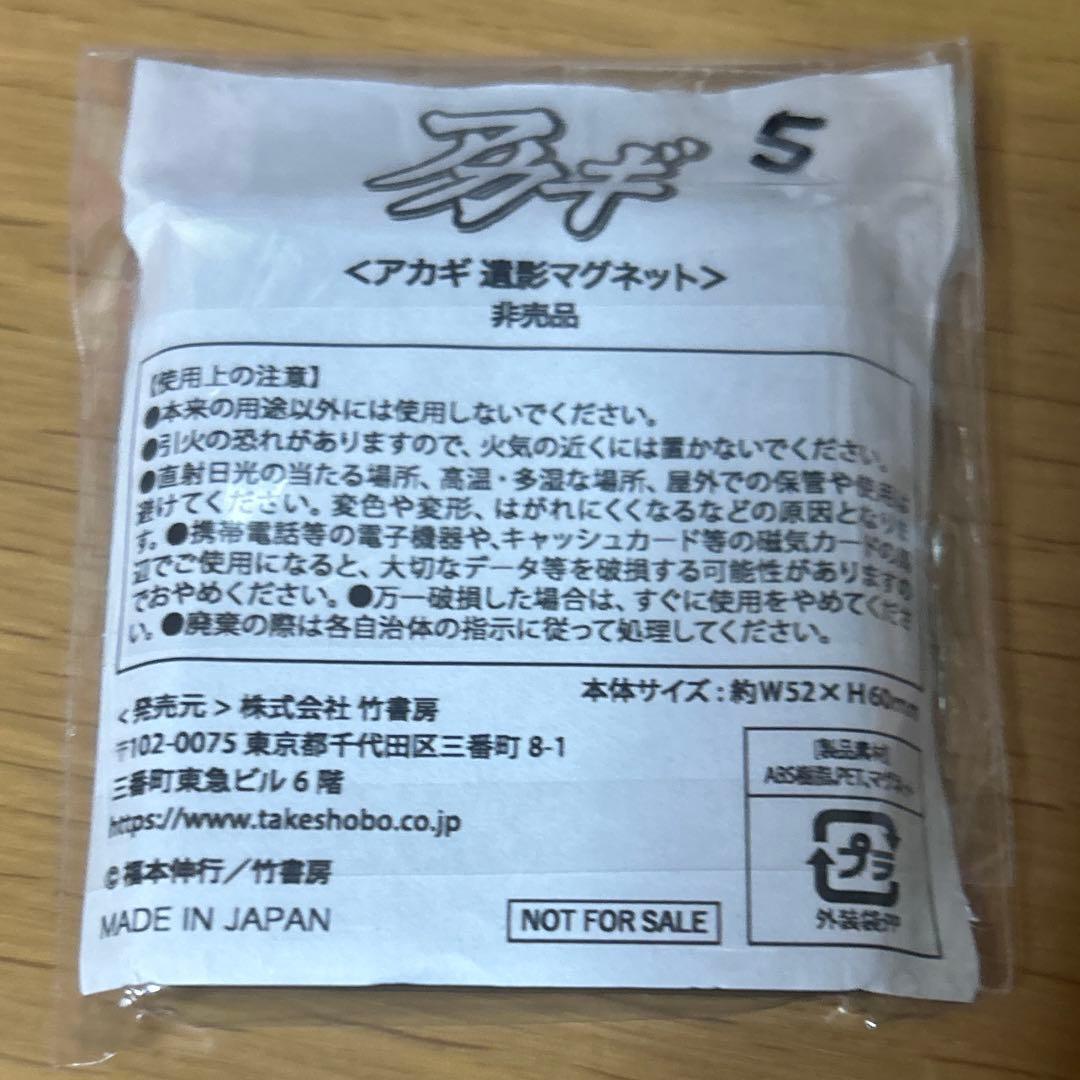 アカギ
5
<アカギ 遺影マグネット>
非売品
【使用上の注意】
●本来の用途以外には使用しないでください。
●引火の恐れがありますので、火気の近くには置かないでください。
●直射日光の当たる場所、高温・多湿な場所、屋外での保管や使用は
避けてください。変色や変形、はがれにくくなるなどの原因となりま
す。●携帯電話等の電子機器や、キャッシュカード等の磁気カードの周
辺でご使用になると、大切なデータ等を破損する可能性がありますの
でおやめください。●万一破損した場合は、すぐに使用をやめてくださ
い。●廃棄の際は各自治体の指示に従って処理してください。
本体サイズ:約W52×H60mm
<発売元> 株式会社 竹書房
〒102-0075 東京都千代田区三番町 8-1
三番町東急ビル 6 階
https://www.takeshobo.co.jp
© 福本伸行/竹書房
MADE IN JAPAN
NOT FOR SALE
[製品素材]
ABS樹脂、PET、マグネット
プラ
外装袋